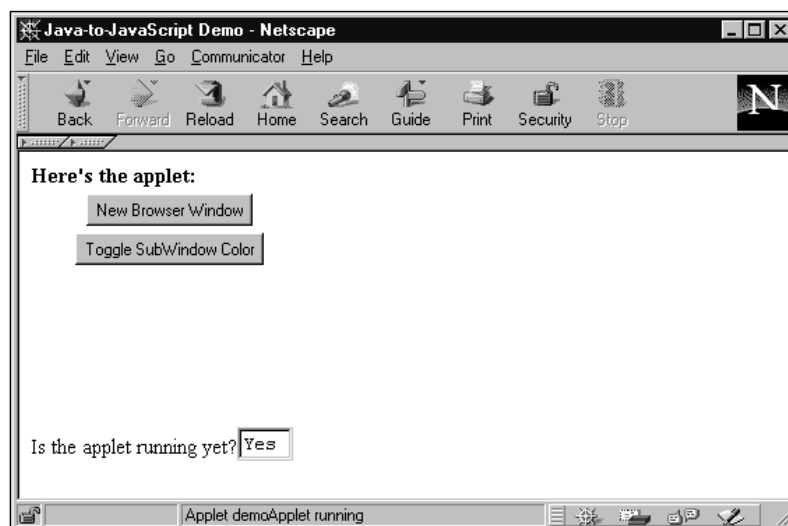 Java-to-JavaScript Demo - Netscape
File Edit View Go Communicator Help
Back Forward Reload Home Search Guide Print Security Stop
N
Here's the applet:
New Browser Window
Toggle SubWindow Color
Is the applet running yet? Yes
Applet demoApplet running